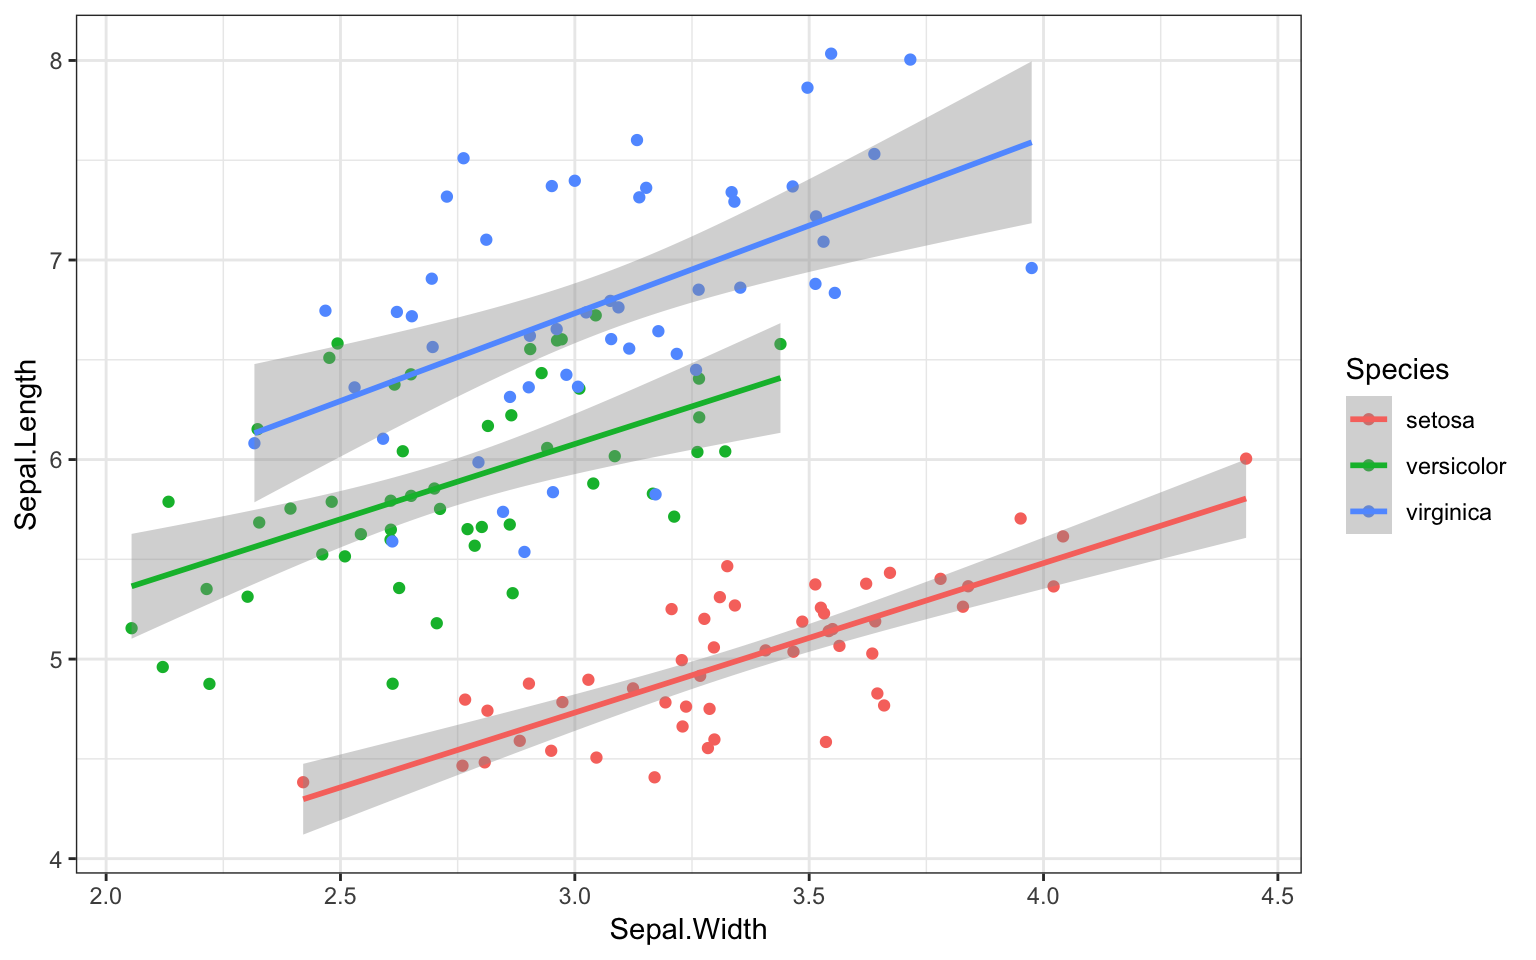 8
7
6
5
4
2.0 2.5 3.0 3.5 4.0 4.5
Sepal.Width
Sepal.Length
Species
setosa
versicolor
virginica